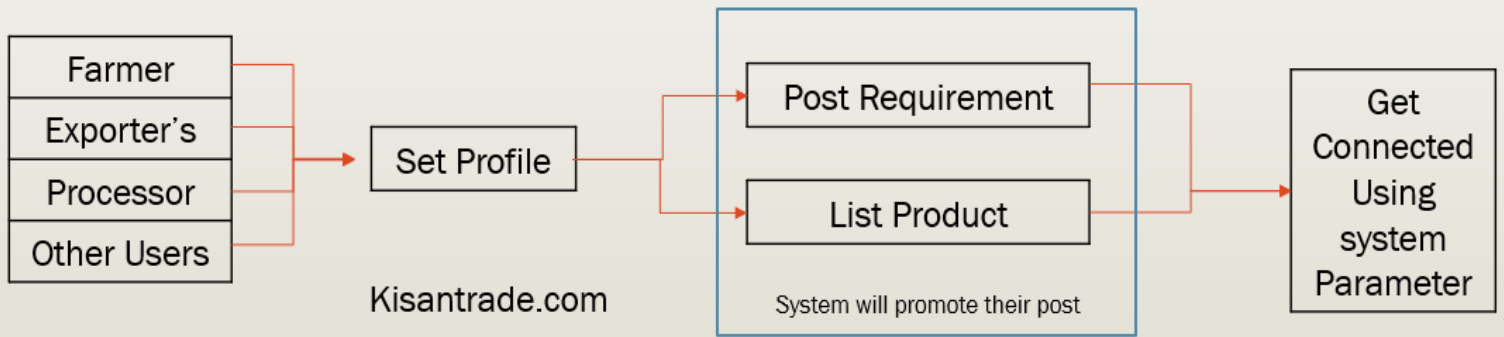 Farmer
Exporter's
Processor
Other Users
Set Profile
Kisantrade.com
Post Requirement
List Product
System will promote their post
Get
Connected
Using
system
Parameter